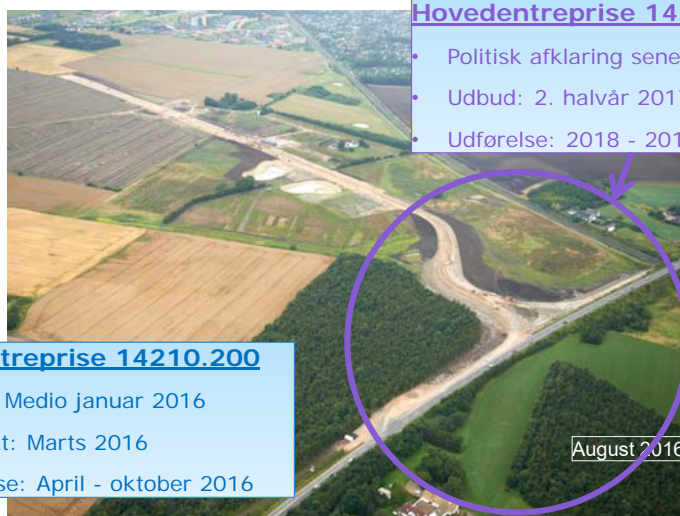 Hovedentreprise 14
• Politisk afklaring sene
• Udbud: 2. halvår 201
• Udførelse: 2018 - 201
treprise 14210.200
Medio januar 2016
t: Marts 2016
se: April - oktober 2016
August 2016